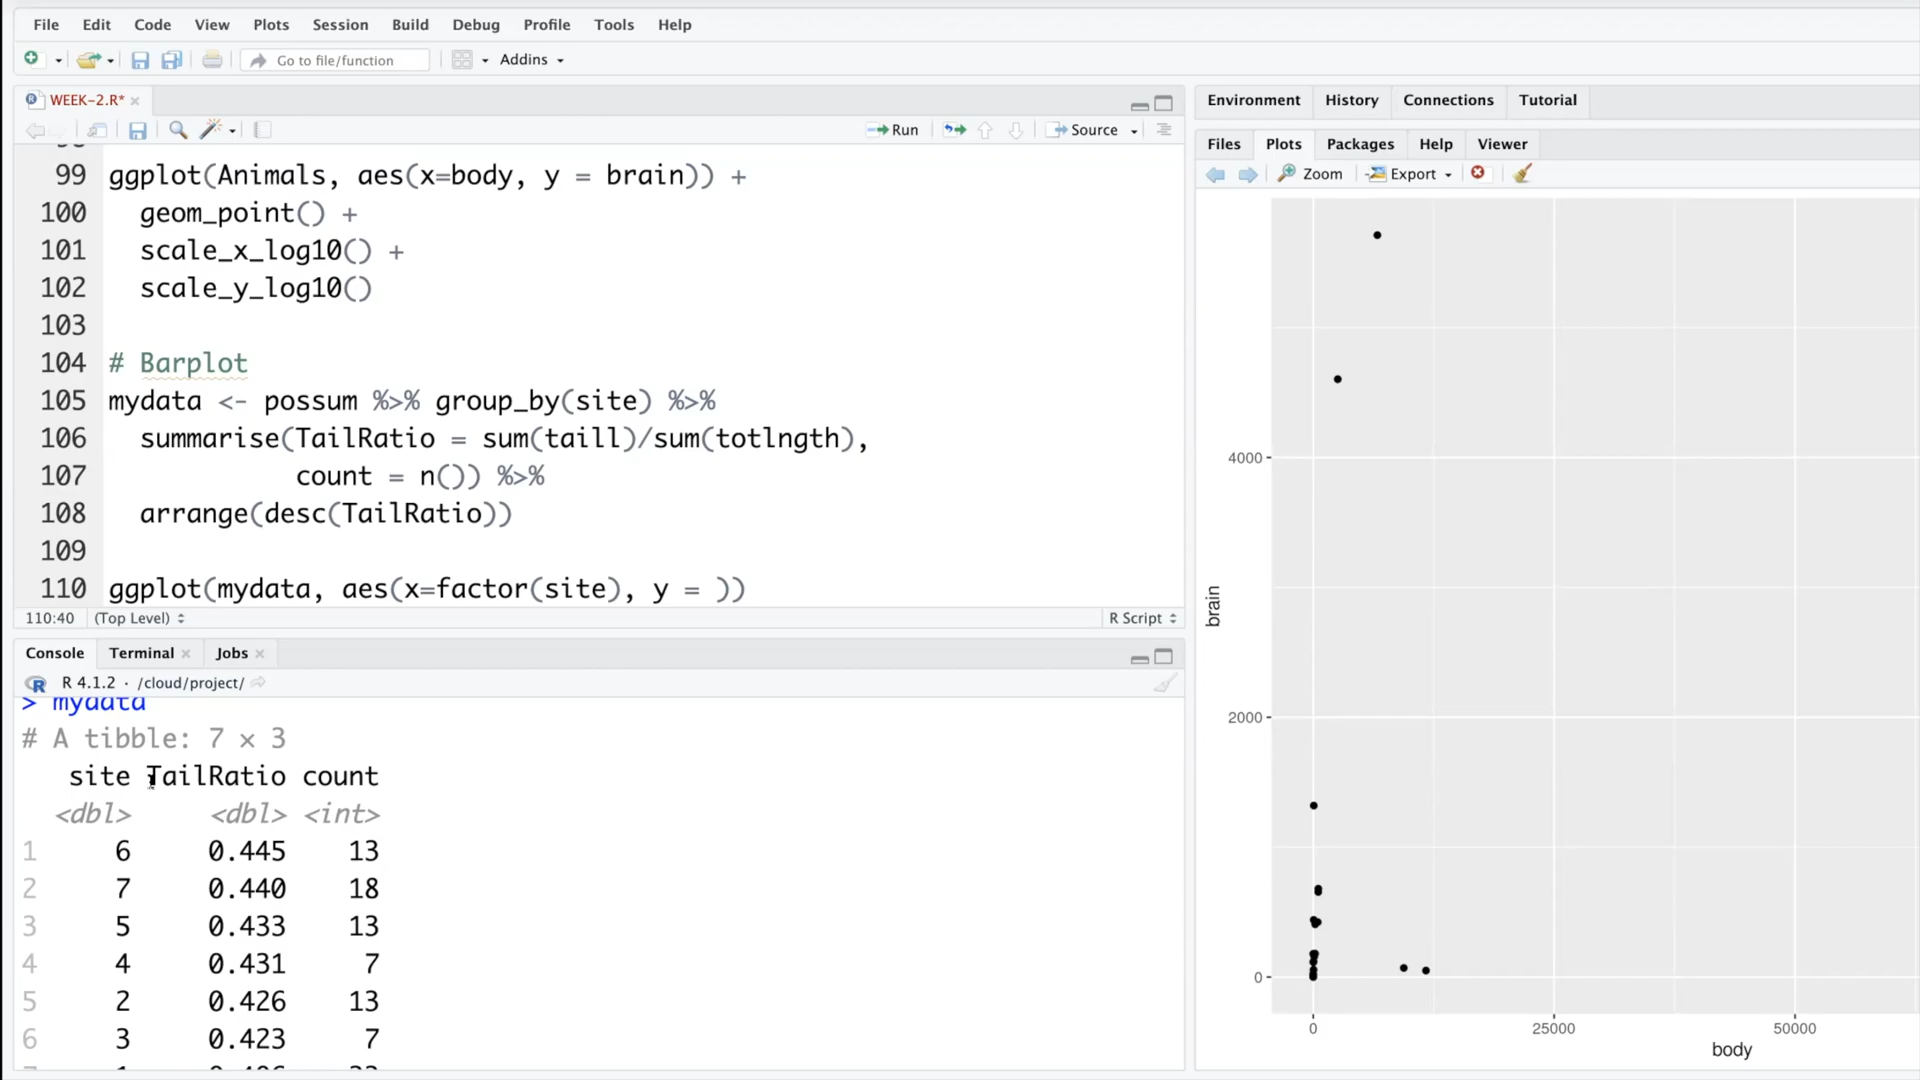 File Edit Code View Plots Session Build Debug Profile Tools Help
Go to file/function Addins
WEEK-2.R*
Run Source
99 ggplot(Animals, aes(x=body, y = brain)) +
100 geom_point() +
101 scale_x_log10() +
102 scale_y_log10()
103
104 # Barplot
105 mydata <- possum %>% group_by(site) %>%
106 summarise(TailRatio = sum(taill)/sum(totlngth),
107 count = n()) %>%
108 arrange(desc(TailRatio))
109
110 ggplot(mydata, aes(x=factor(site), y = ))
110:40 (Top Level) R Script
Console Terminal Jobs
R 4.1.2 · /cloud/project/
> mydata
# A tibble: 7 × 3
site TailRatio count
<dbl> <dbl> <int>
1 6 0.445 13
2 7 0.440 18
3 5 0.433 13
4 4 0.431 7
5 2 0.426 13
6 3 0.423 7
Environment History Connections Tutorial
Files Plots Packages Help Viewer
Zoom Export
4000
2000
0
brain
0 25000 50000
body